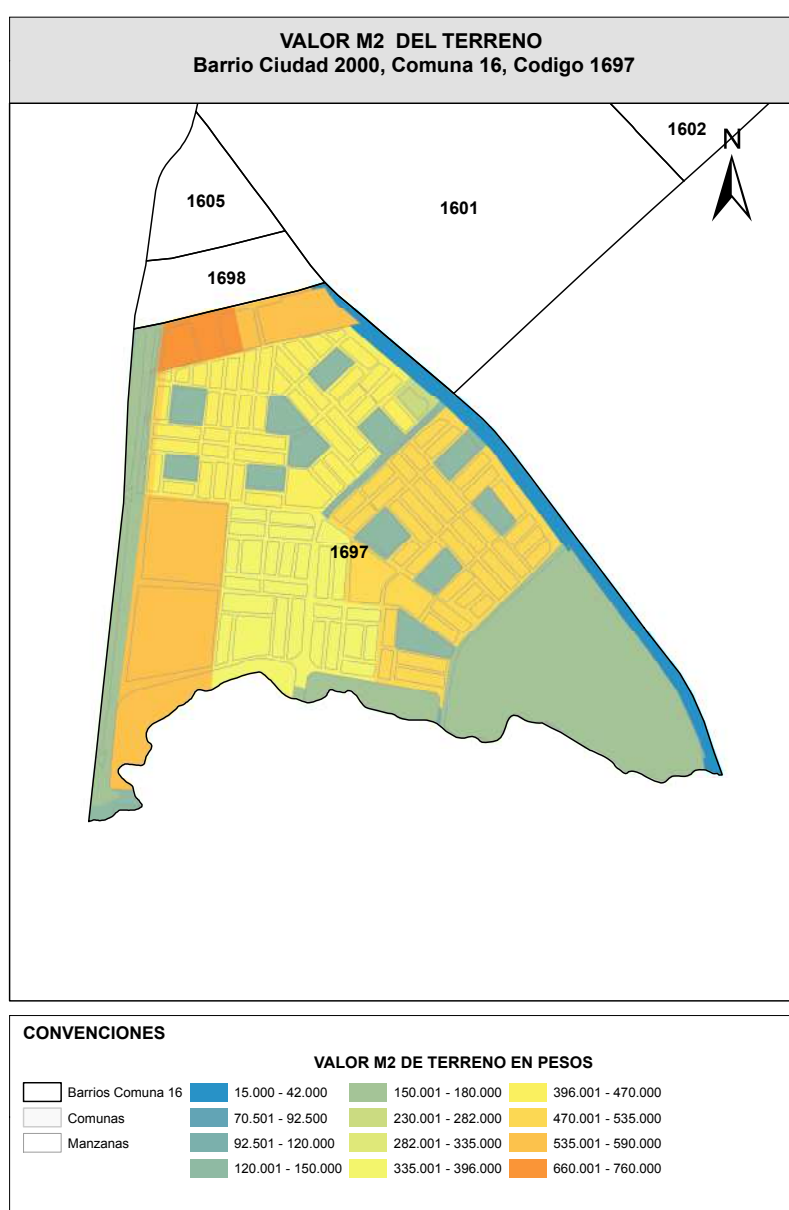 VALOR M2 DEL TERRENO
Barrio Ciudad 2000, Comuna 16, Codigo 1697
1602
N
1605
1601
1698
1697
CONVENCIONES
VALOR M2 DE TERRENO EN PESOS
Barrios Comuna 16
15.000 - 42.000
150.001 - 180.000
396.001 - 470.000
Comunas
70.501 - 92.500
230.001 - 282.000
470.001 - 535.000
Manzanas
92.501 - 120.000
282.001 - 335.000
535.001 - 590.000
120.001 - 150.000
335.001 - 396.000
660.001 - 760.000